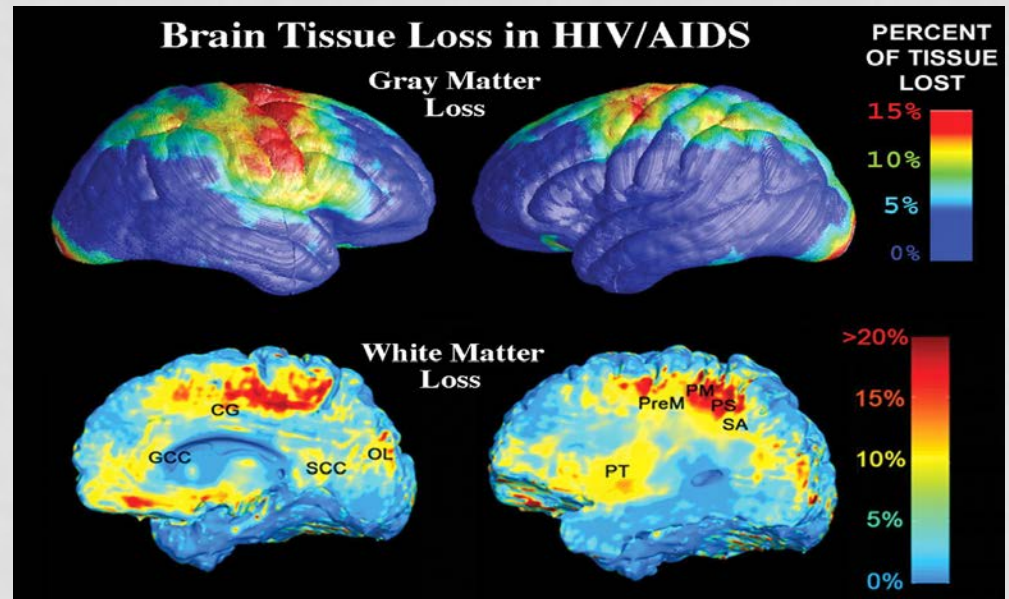 Brain Tissue Loss in HIV/AIDS
Gray Matter
Loss
PERCENT
OF TISSUE
LOST
15%
10%
5%
0%
White Matter
Loss
CG
GCC
SCC
OL
PreM
PM
PS
SA
PT
>20%
15%
10%
5%
0%